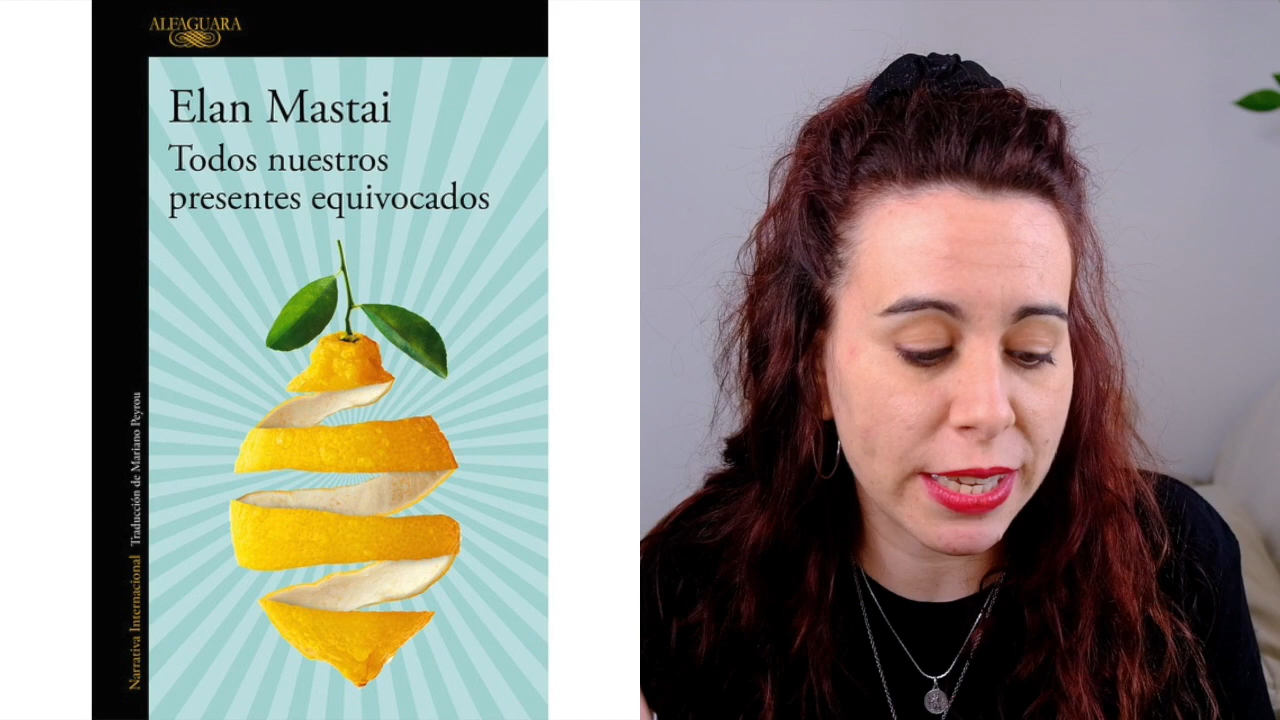 ALFAGUARA
Elan Mastai
Todos nuestros
presentes equivocados
Narrativa Internacional Traducción de Mariano Peyrou